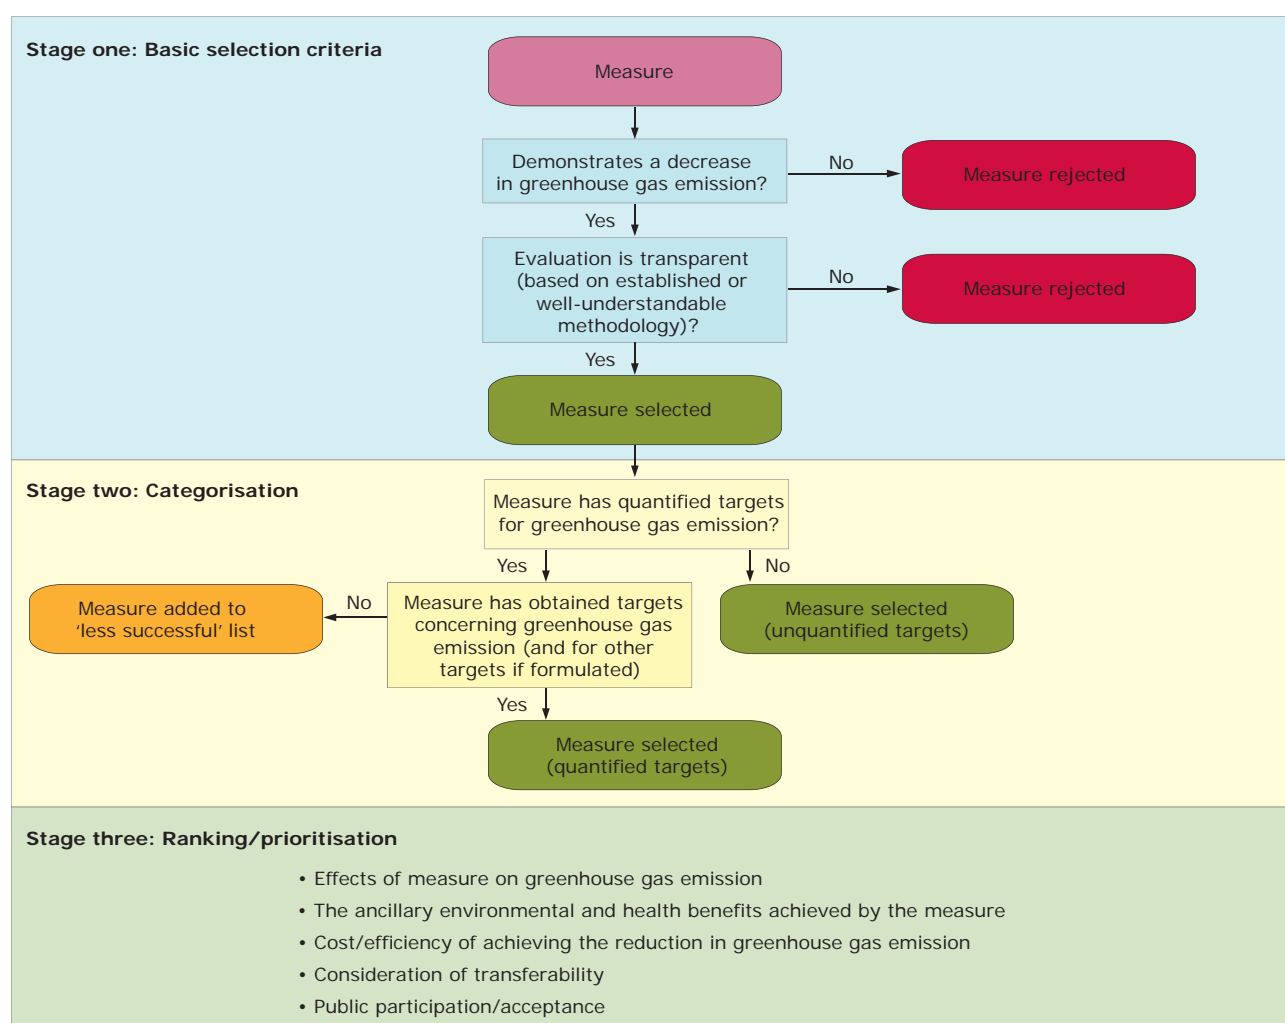 Stage one: Basic selection criteria
Measure
Demonstrates a decrease
in greenhouse gas emission?
No
Measure rejected
Yes
Evaluation is transparent
(based on established or
well-understandable
methodology)?
No
Measure rejected
Yes
Measure selected
Stage two: Categorisation
Measure has quantified targets
for greenhouse gas emission?
Yes
No
Measure added to
‘less successful’ list
No
Measure has obtained targets
concerning greenhouse gas
emission (and for other
targets if formulated)
Measure selected
(unquantified targets)
Yes
Measure selected
(quantified targets)
Stage three: Ranking/prioritisation
• Effects of measure on greenhouse gas emission
• The ancillary environmental and health benefits achieved by the measure
• Cost/efficiency of achieving the reduction in greenhouse gas emission
• Consideration of transferability
• Public participation/acceptance